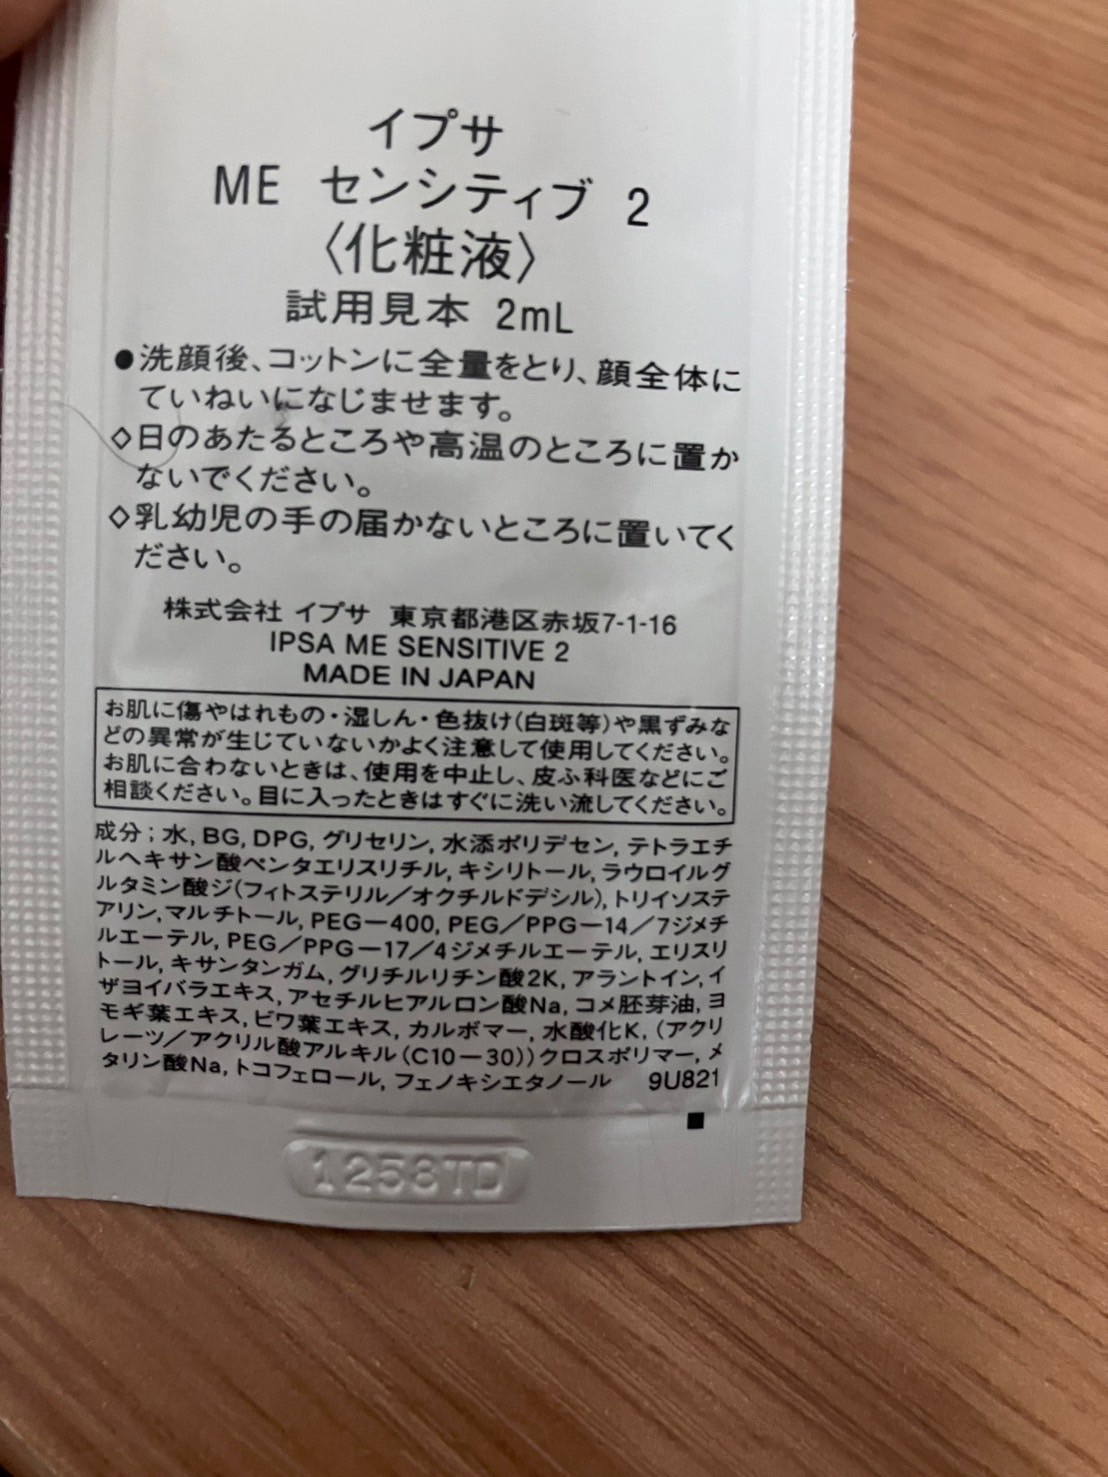 イプサ
ME センシティブ 2
〈化粧液〉
試用見本 2mL
●洗顔後、コットンに全量をとり、顔全体に
ていねいになじませます。
◇日のあたるところや高温のところに置か
ないでください。
◇乳幼児の手の届かないところに置いてく
ださい。
株式会社 イプサ 東京都港区赤坂7-1-16
IPSA ME SENSITIVE 2
MADE IN JAPAN
お肌に傷やはれもの・湿しん・色抜け(白斑等)や黒ずみな
どの異常が生じていないかよく注意して使用してください。
お肌に合わないときは、使用を中止し、皮ふ科医などにご
相談ください。目に入ったときはすぐに洗い流してください。
成分；水, BG, DPG, グリセリン, 水添ポリデセン, テトラエチ
ルヘキサン酸ペンタエリスリチル, キシリトール, ラウロイルグ
ルタミン酸ジ(フィトステリル／オクチルドデシル), トリイソステ
アリン, マルチトール, PEG－400, PEG／PPG－14／7ジメチ
ルエーテル, PEG／PPG－17／4ジメチルエーテル, エリスリ
トール, キサンタンガム, グリチルリチン酸2K, アラントイン, イ
ザヨイバラエキス, アセチルヒアルロン酸Na, コメ胚芽油, ヨ
モギ葉エキス, ビワ葉エキス, カルボマー, 水酸化K, (アクリ
レーツ／アクリル酸アルキル(C10－30))クロスポリマー, メ
タリン酸Na, トコフェロール, フェノキシエタノール 9U821
1258TD